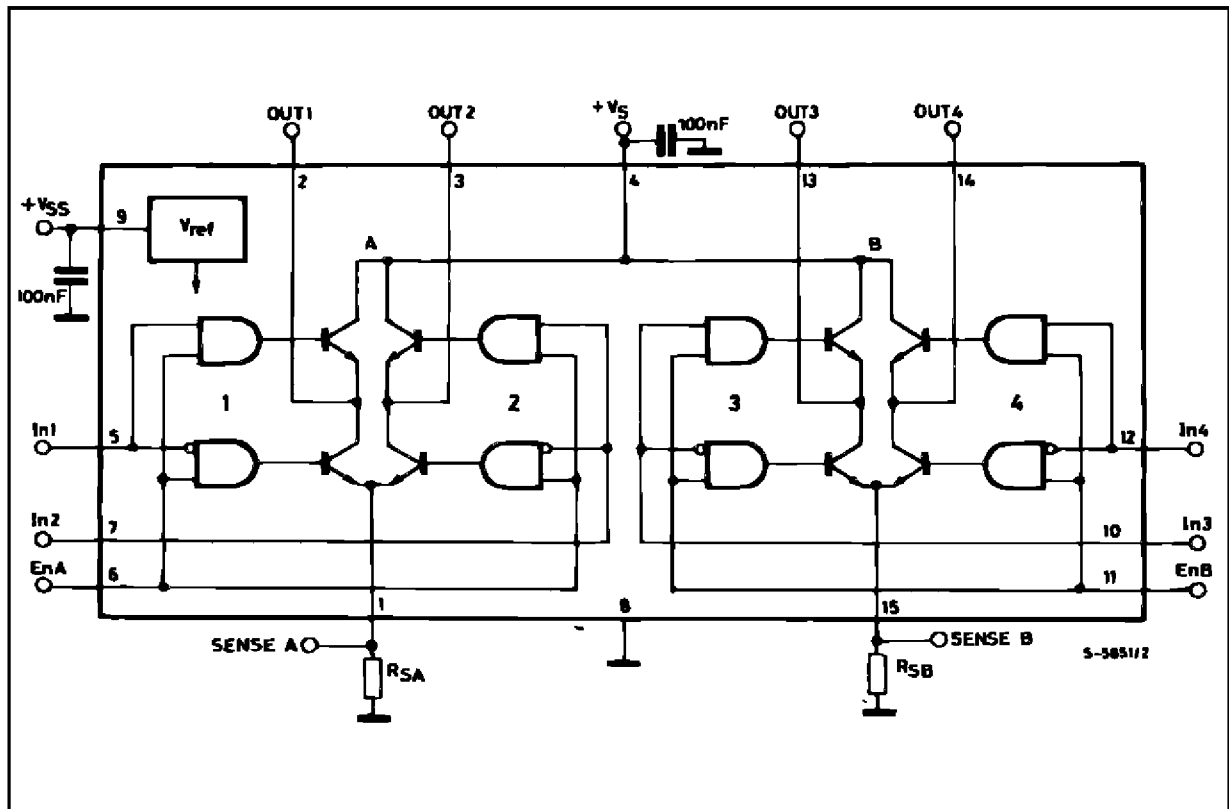 OUT1
OUT2
+VS
100nF
OUT3
OUT4
2
3
4
13
14
+VSS
9
Vref
A
B
100nF
1
2
3
4
In1
5
12
In4
In2
7
10
In3
EnA
6
11
EnB
1
8
15
SENSE A
SENSE B
RSA
RSB
S-5851/2